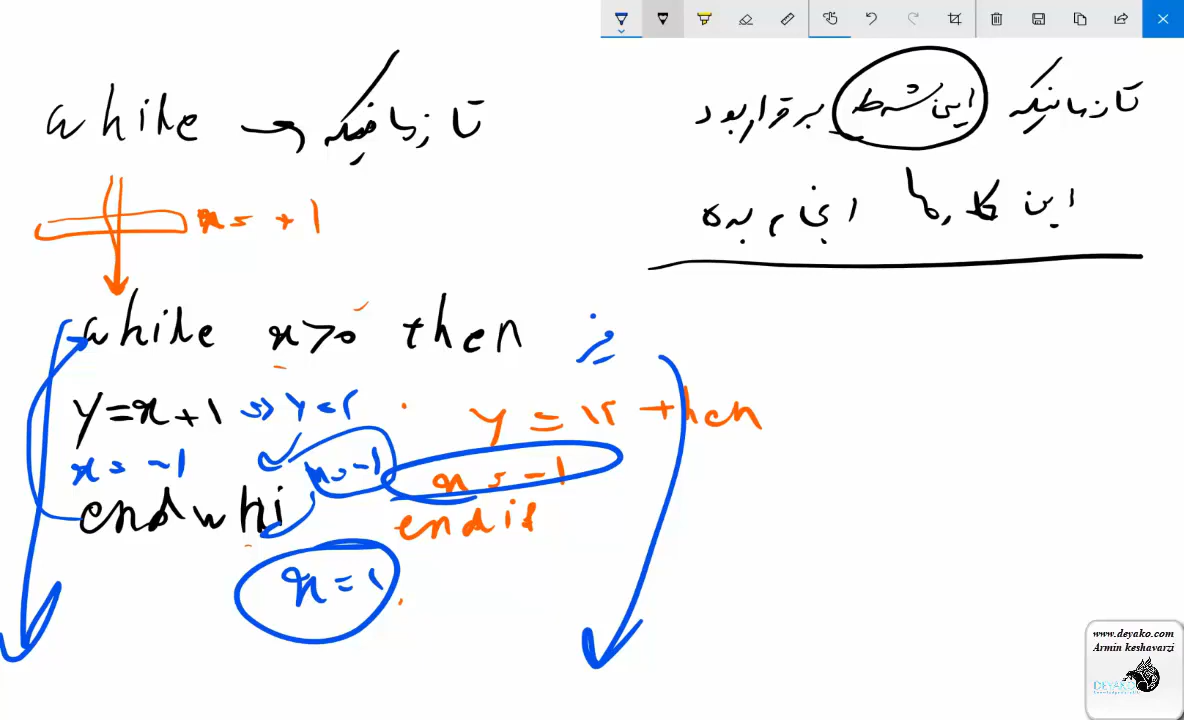 while → تا زمانیکه
تا زمانیکه این شرط برقرار بود
این کارها انجام بده
x = +1
while x>0 then
y=x+1 => y=2
y = 12 then
x = -1
x = -1
x = -1
endwhi
endif
x=1
www.deyako.com
Armin keshavarzi
DEYAKO